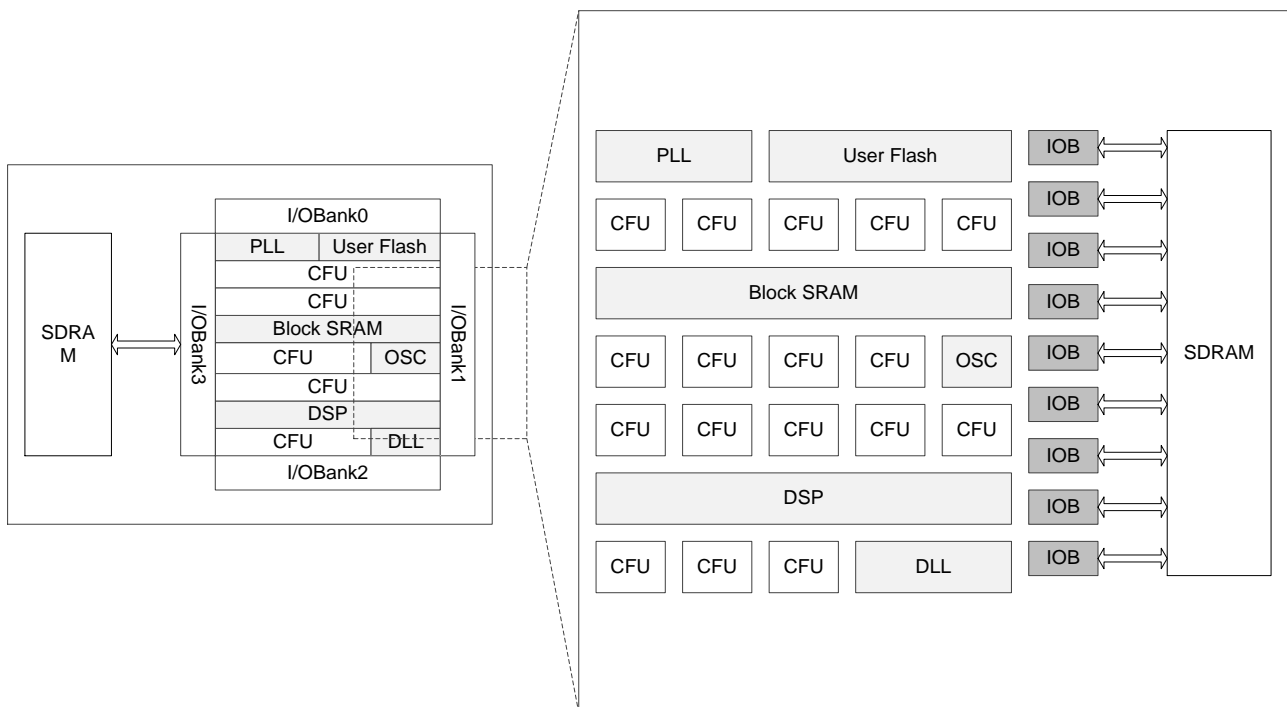 I/OBank0
PLL
User Flash
CFU
CFU
Block SRAM
CFU
OSC
CFU
DSP
CFU
DLL
I/OBank2
I/OBank3
I/OBank1
SDRA
M
PLL
User Flash
IOB
CFU
CFU
CFU
CFU
CFU
IOB
IOB
Block SRAM
IOB
CFU
CFU
CFU
CFU
OSC
IOB
SDRAM
CFU
CFU
CFU
CFU
CFU
IOB
IOB
DSP
IOB
CFU
CFU
CFU
DLL
IOB